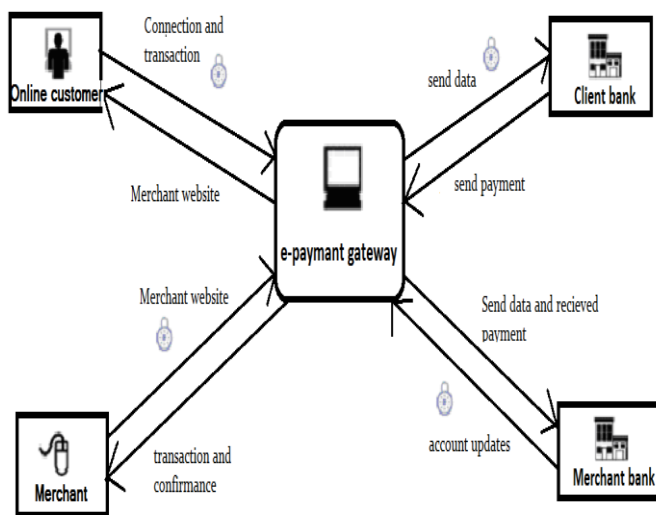 Connection and
transaction
Online customer
send data
Client bank
Merchant website
send payment
e-paymant gateway
Merchant website
Send data and recieved
payment
account updates
transaction and
confirmance
Merchant
Merchant bank